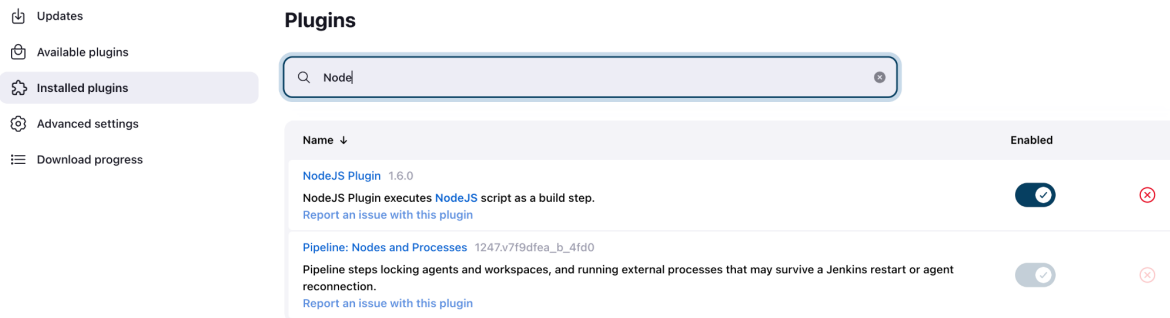 Updates
Available plugins
Installed plugins
Advanced settings
Download progress
Plugins
Node
Name ↓ Enabled
NodeJS Plugin 1.6.0
NodeJS Plugin executes NodeJS script as a build step.
Report an issue with this plugin
Pipeline: Nodes and Processes 1247.v7f9dfea_b_4fd0
Pipeline steps locking agents and workspaces, and running external processes that may survive a Jenkins restart or agent
reconnection.
Report an issue with this plugin